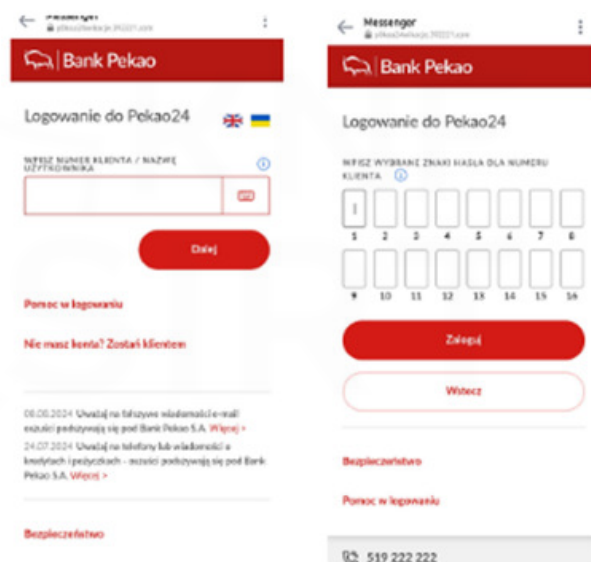 Messenger
Bank Pekao
Logowanie do Pekao24
WPISZ NUMER KLIENTA / NAZWĘ
UŻYTKOWNIKA
Dalej
Pomoc w logowaniu
Nie masz konta? Zostań klientem
08.08.2024 Uważaj na fałszywe wiadomości e-mail
oszuści podszywają się pod Bank Pekao S.A. Więcej >
24.07.2024 Uważaj na telefony lub wiadomości o
kredytach i pożyczkach - oszuści podszywają się pod Bank
Pekao S.A. Więcej >
Bezpieczeństwo
Messenger
Bank Pekao
Logowanie do Pekao24
WPISZ WYBRANE ZNAKI HASŁA DLA NUMERU
KLIENTA
1 2 3 4 5 6 7 8
9 10 11 12 13 14 15 16
Zaloguj
Wstecz
Bezpieczeństwo
Pomoc w logowaniu
519 222 222